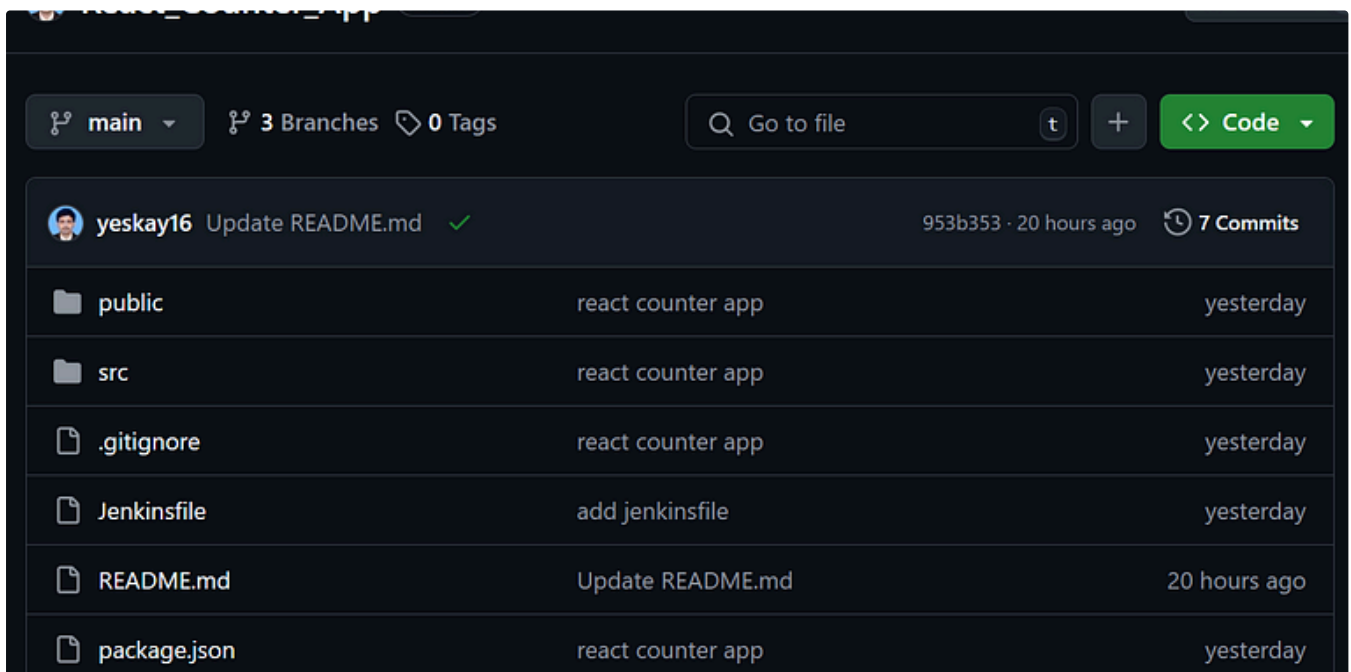 React_Counter_App
main 3 Branches 0 Tags Go to file t + <> Code
yeskay16 Update README.md 953b353 · 20 hours ago 7 Commits
public react counter app yesterday
src react counter app yesterday
.gitignore react counter app yesterday
Jenkinsfile add jenkinsfile yesterday
README.md Update README.md 20 hours ago
package.json react counter app yesterday